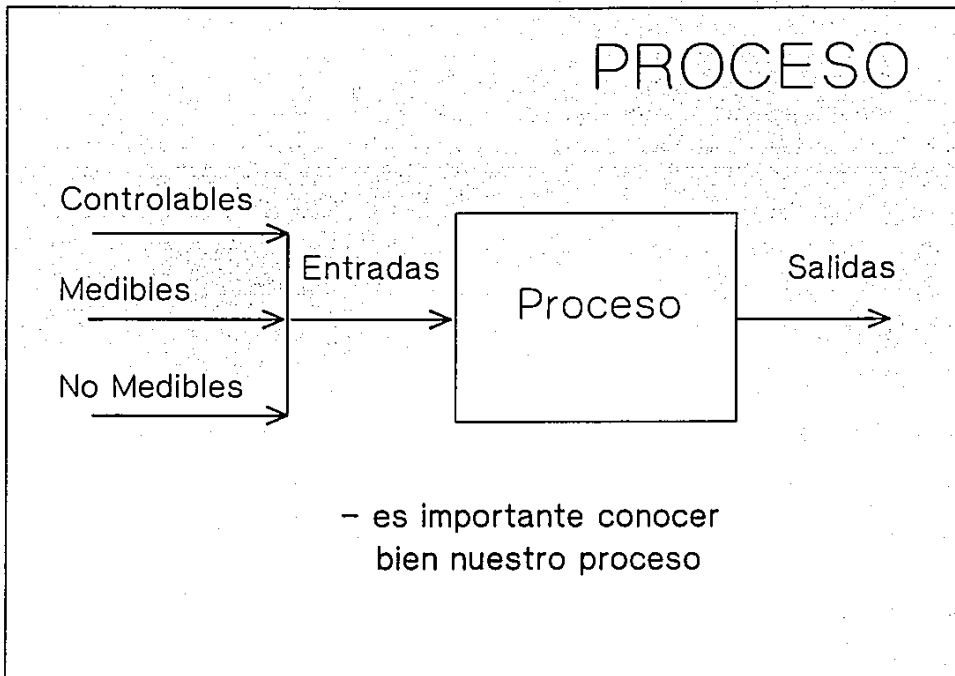 PROCESO
Controlables
Medibles
No Medibles
Entradas
Proceso
Salidas
- es importante conocer
bien nuestro proceso